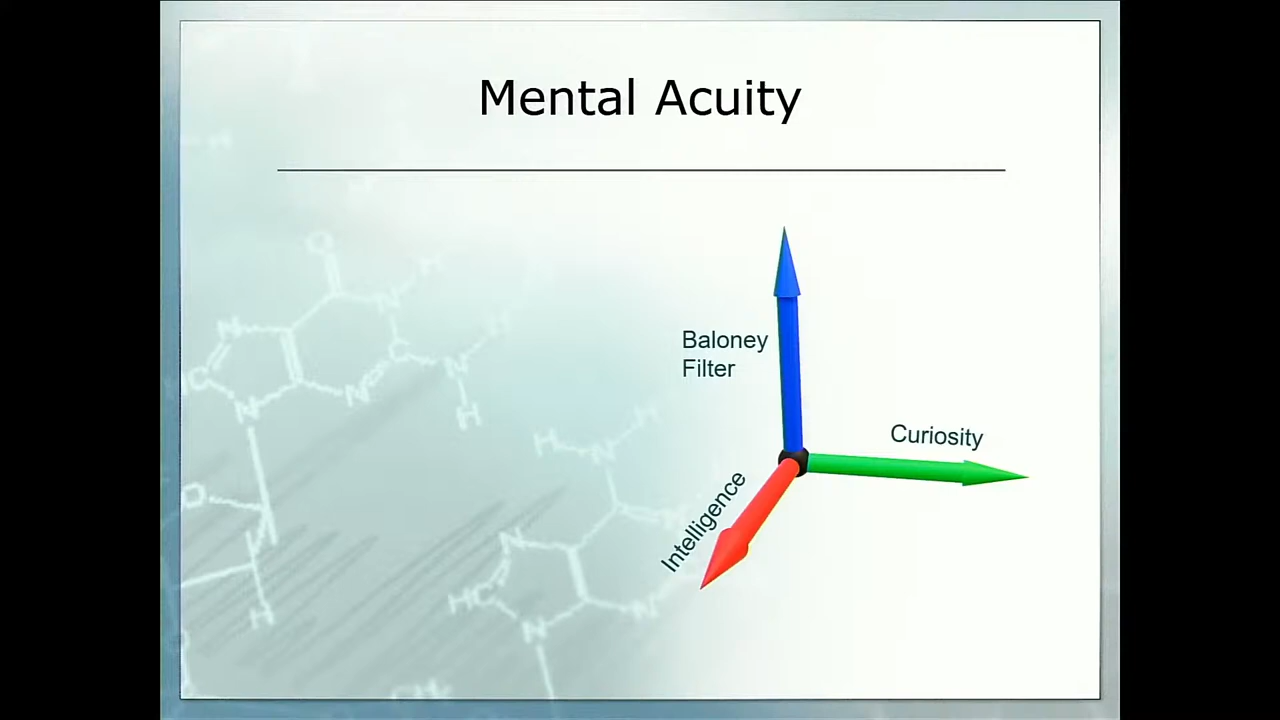 Mental Acuity
Baloney
Filter
Curiosity
Intelligence